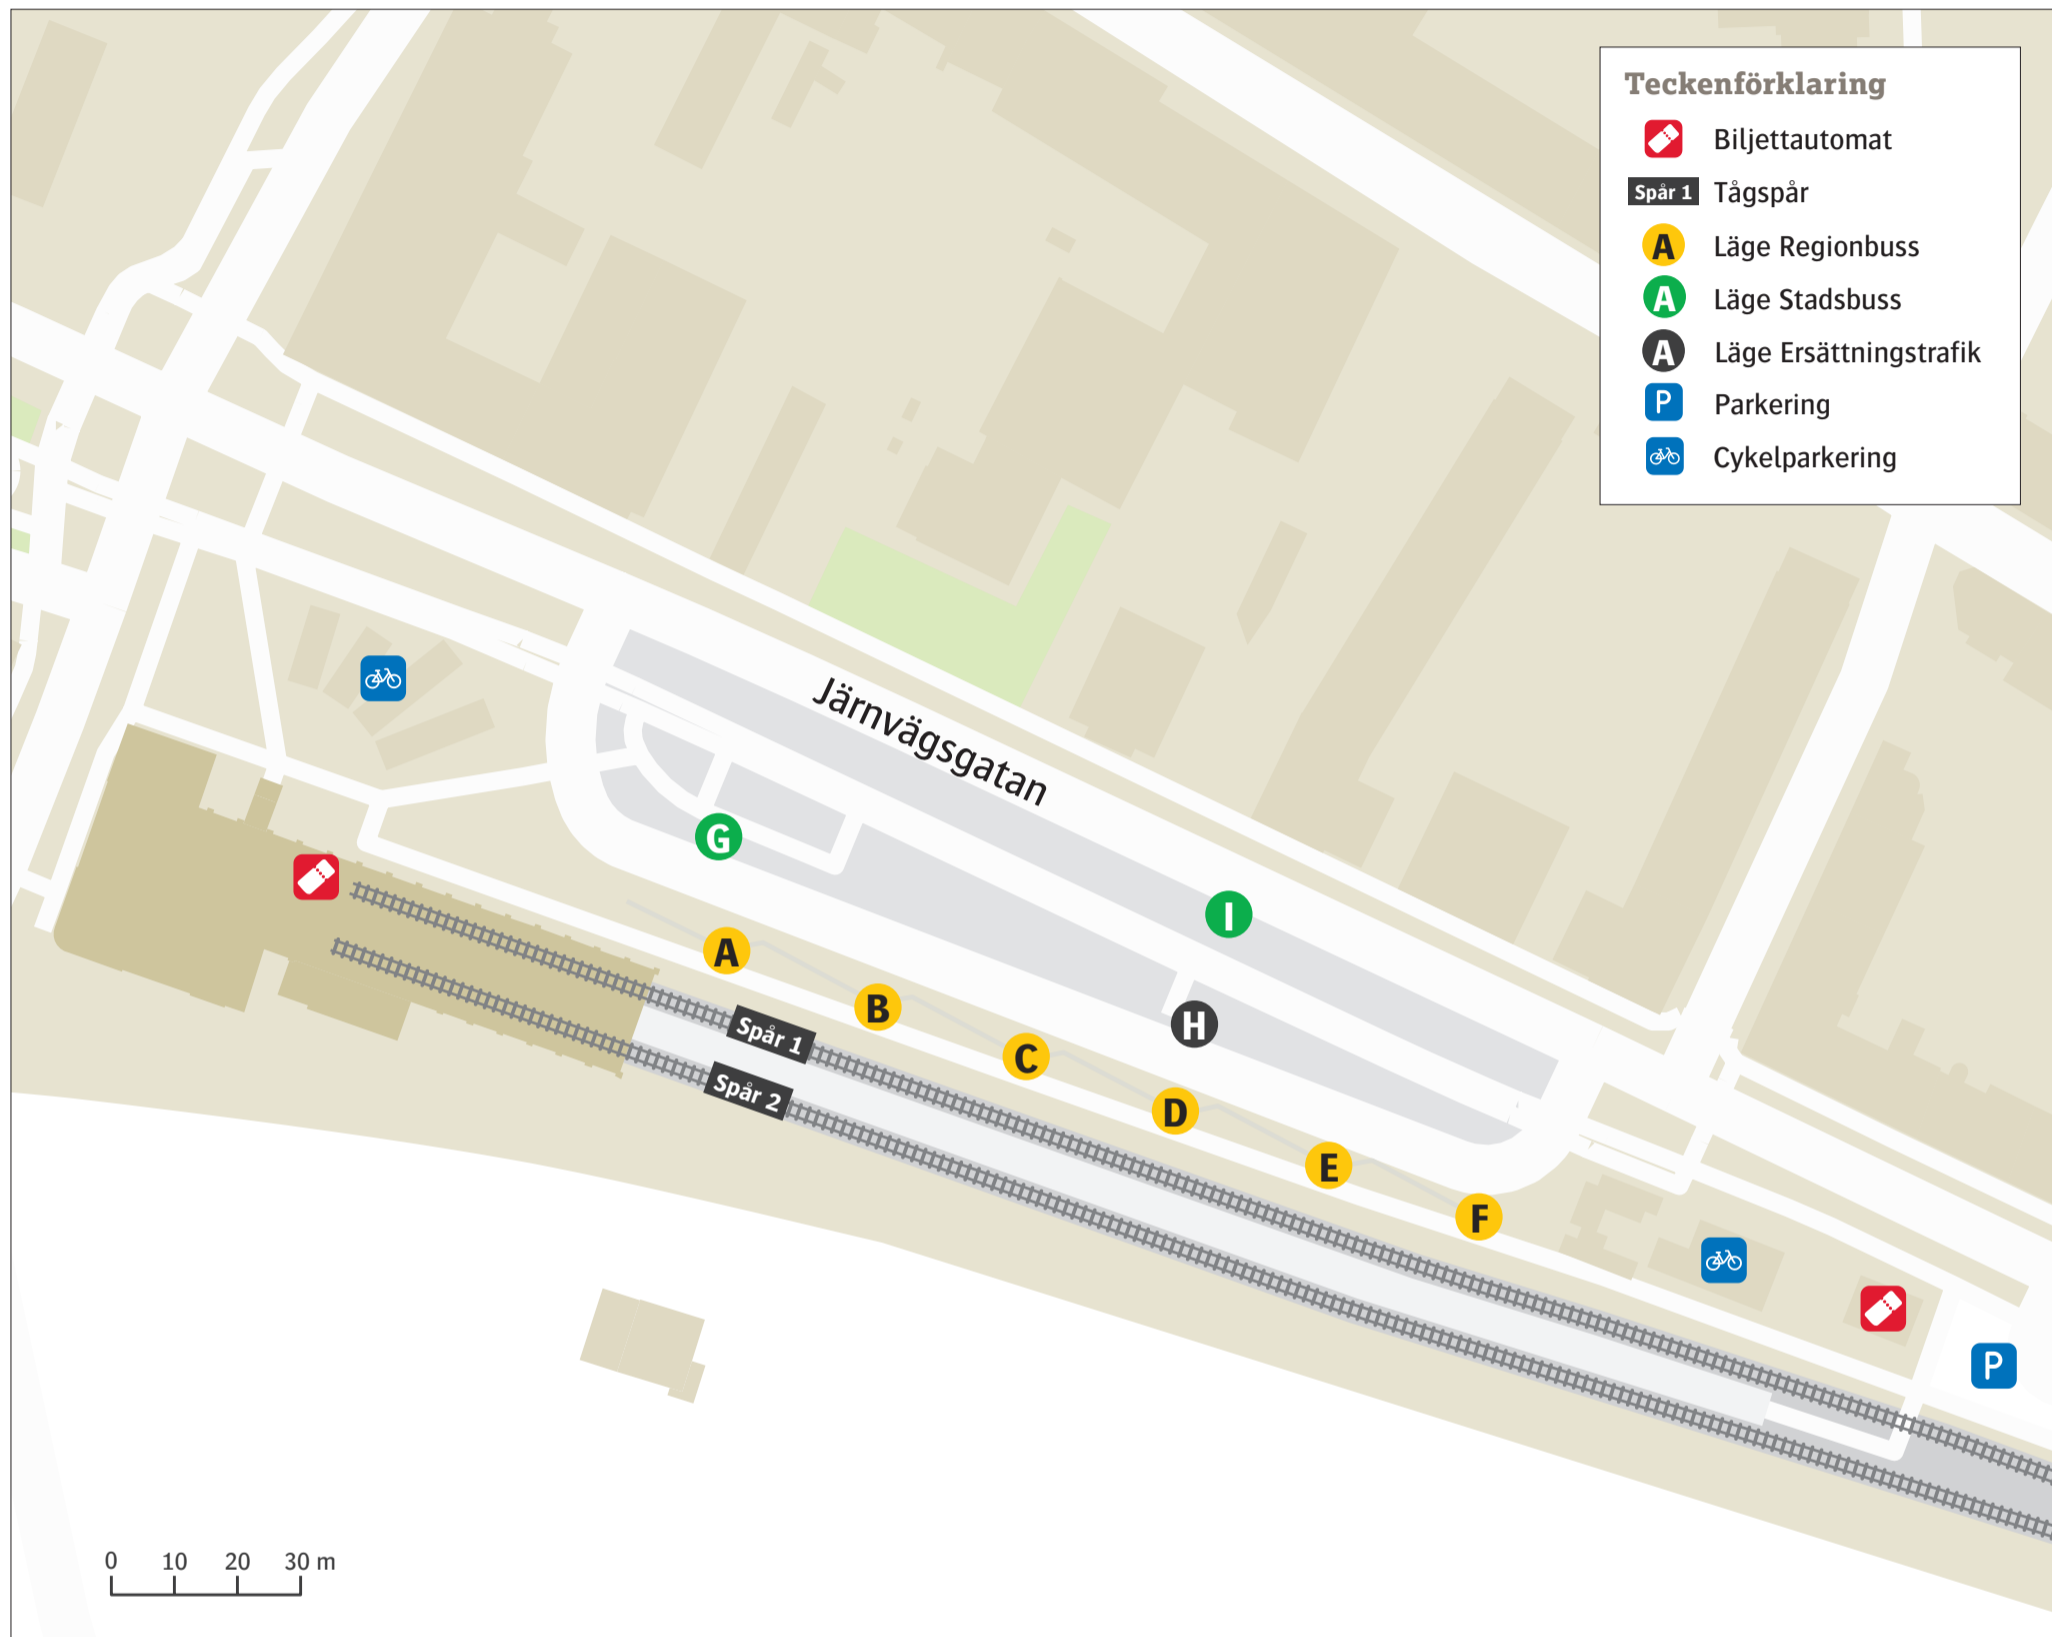 Teckenförklaring
Biljettautomat
Spår 1 Tågspår
A Läge Regionbuss
A Läge Stadsbuss
A Läge Ersättningstrafik
P Parkering
Cykelparkering
Järnvägsgatan
G
I
A
B
H
Spår 1
C
Spår 2
D
E
F
P
0 10 20 30 m